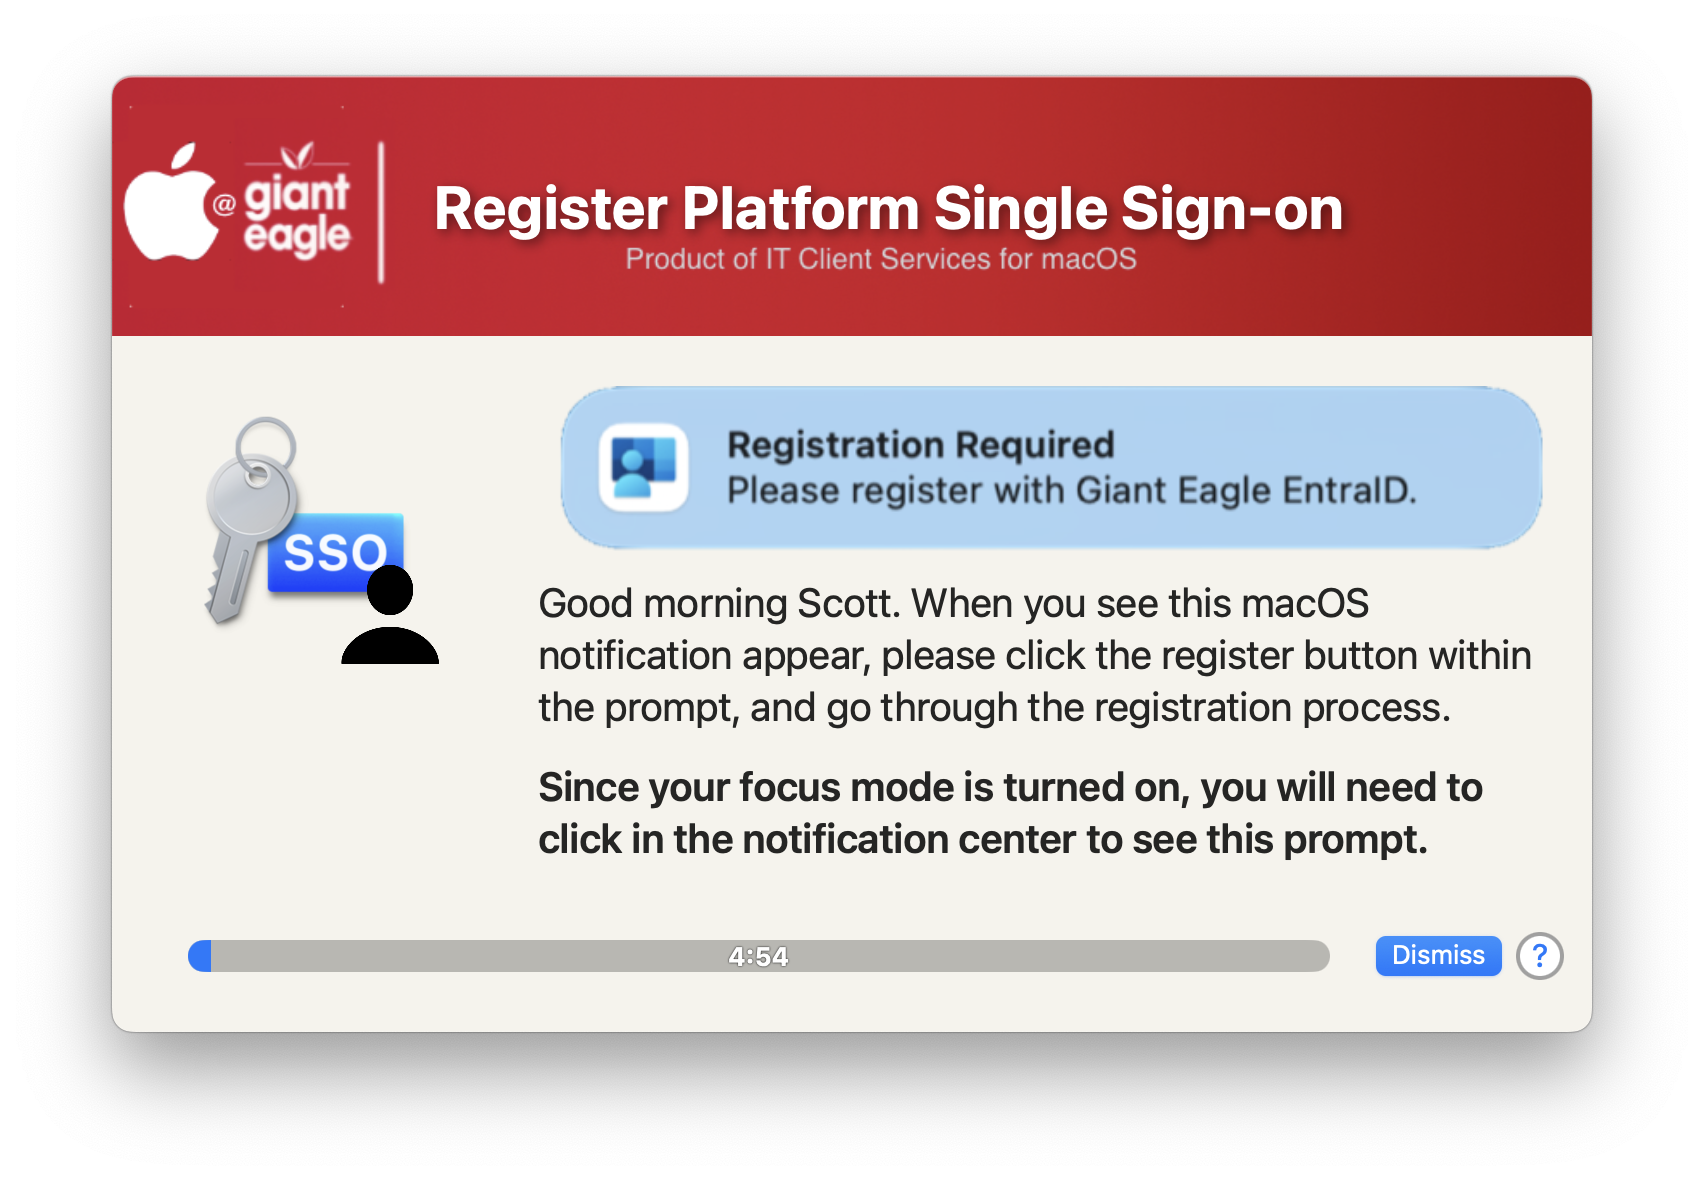 @ giant
eagle
Register Platform Single Sign-on
Product of IT Client Services for macOS
SSO
Registration Required
Please register with Giant Eagle EntraID.
Good morning Scott. When you see this macOS
notification appear, please click the register button within
the prompt, and go through the registration process.
Since your focus mode is turned on, you will need to
click in the notification center to see this prompt.
4:54
Dismiss
?